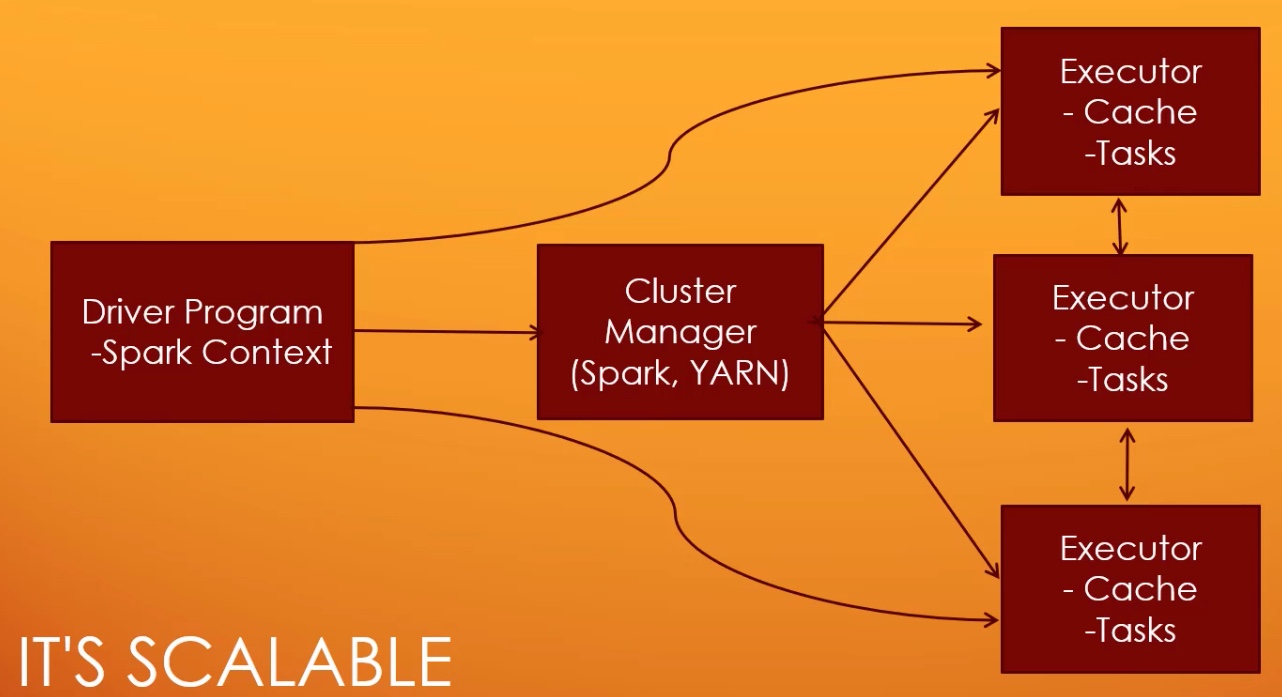 Driver Program
-Spark Context
Cluster
Manager
(Spark, YARN)
Executor
- Cache
-Tasks
Executor
- Cache
-Tasks
Executor
- Cache
-Tasks
IT'S SCALABLE